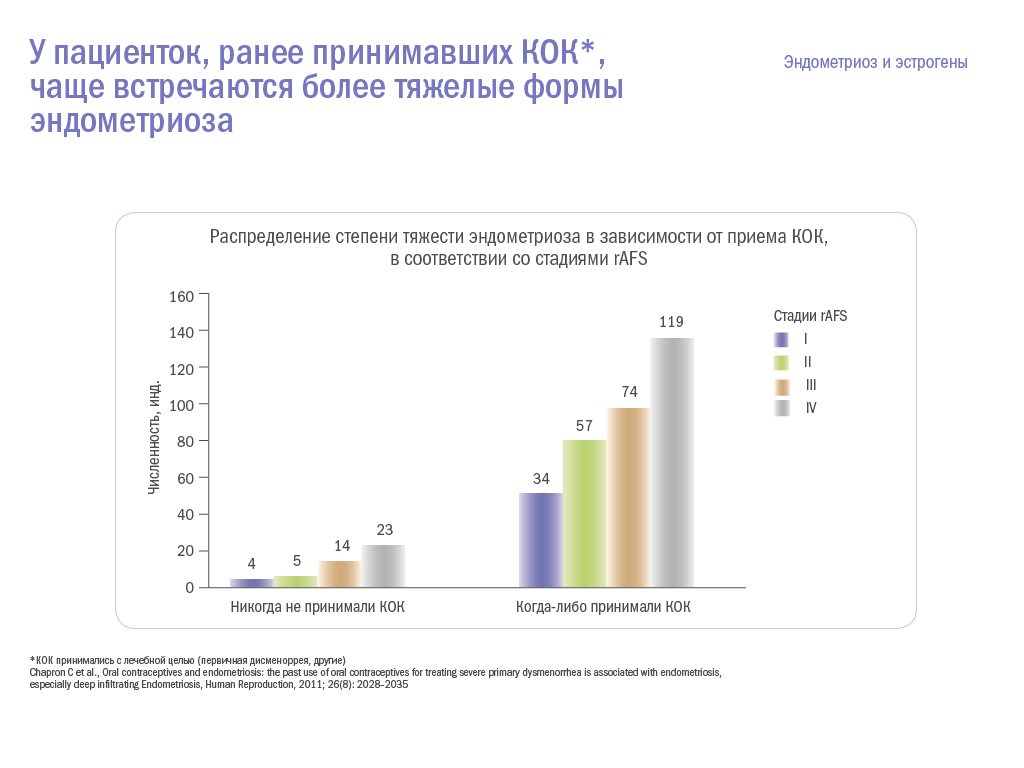 У пациенток, ранее принимавших КОК*,
чаще встречаются более тяжелые формы
эндометриоза
Эндометриоз и эстрогены
Распределение степени тяжести эндометриоза в зависимости от приема КОК,
в соответствии со стадиями rAFS
Численность, инд.
160
140
120
100
80
60
40
20
0
4
5
14
23
34
57
74
119
Никогда не принимали КОК
Когда-либо принимали КОК
Стадии rAFS
I
II
III
IV
*КОК принимались с лечебной целью (первичная дисменоррея, другие)
Chapron C et al., Oral contraceptives and endometriosis: the past use of oral contraceptives for treating severe primary dysmenorrhea is associated with endometriosis,
especially deep infiltrating Endometriosis, Human Reproduction, 2011; 26(8): 2028–2035